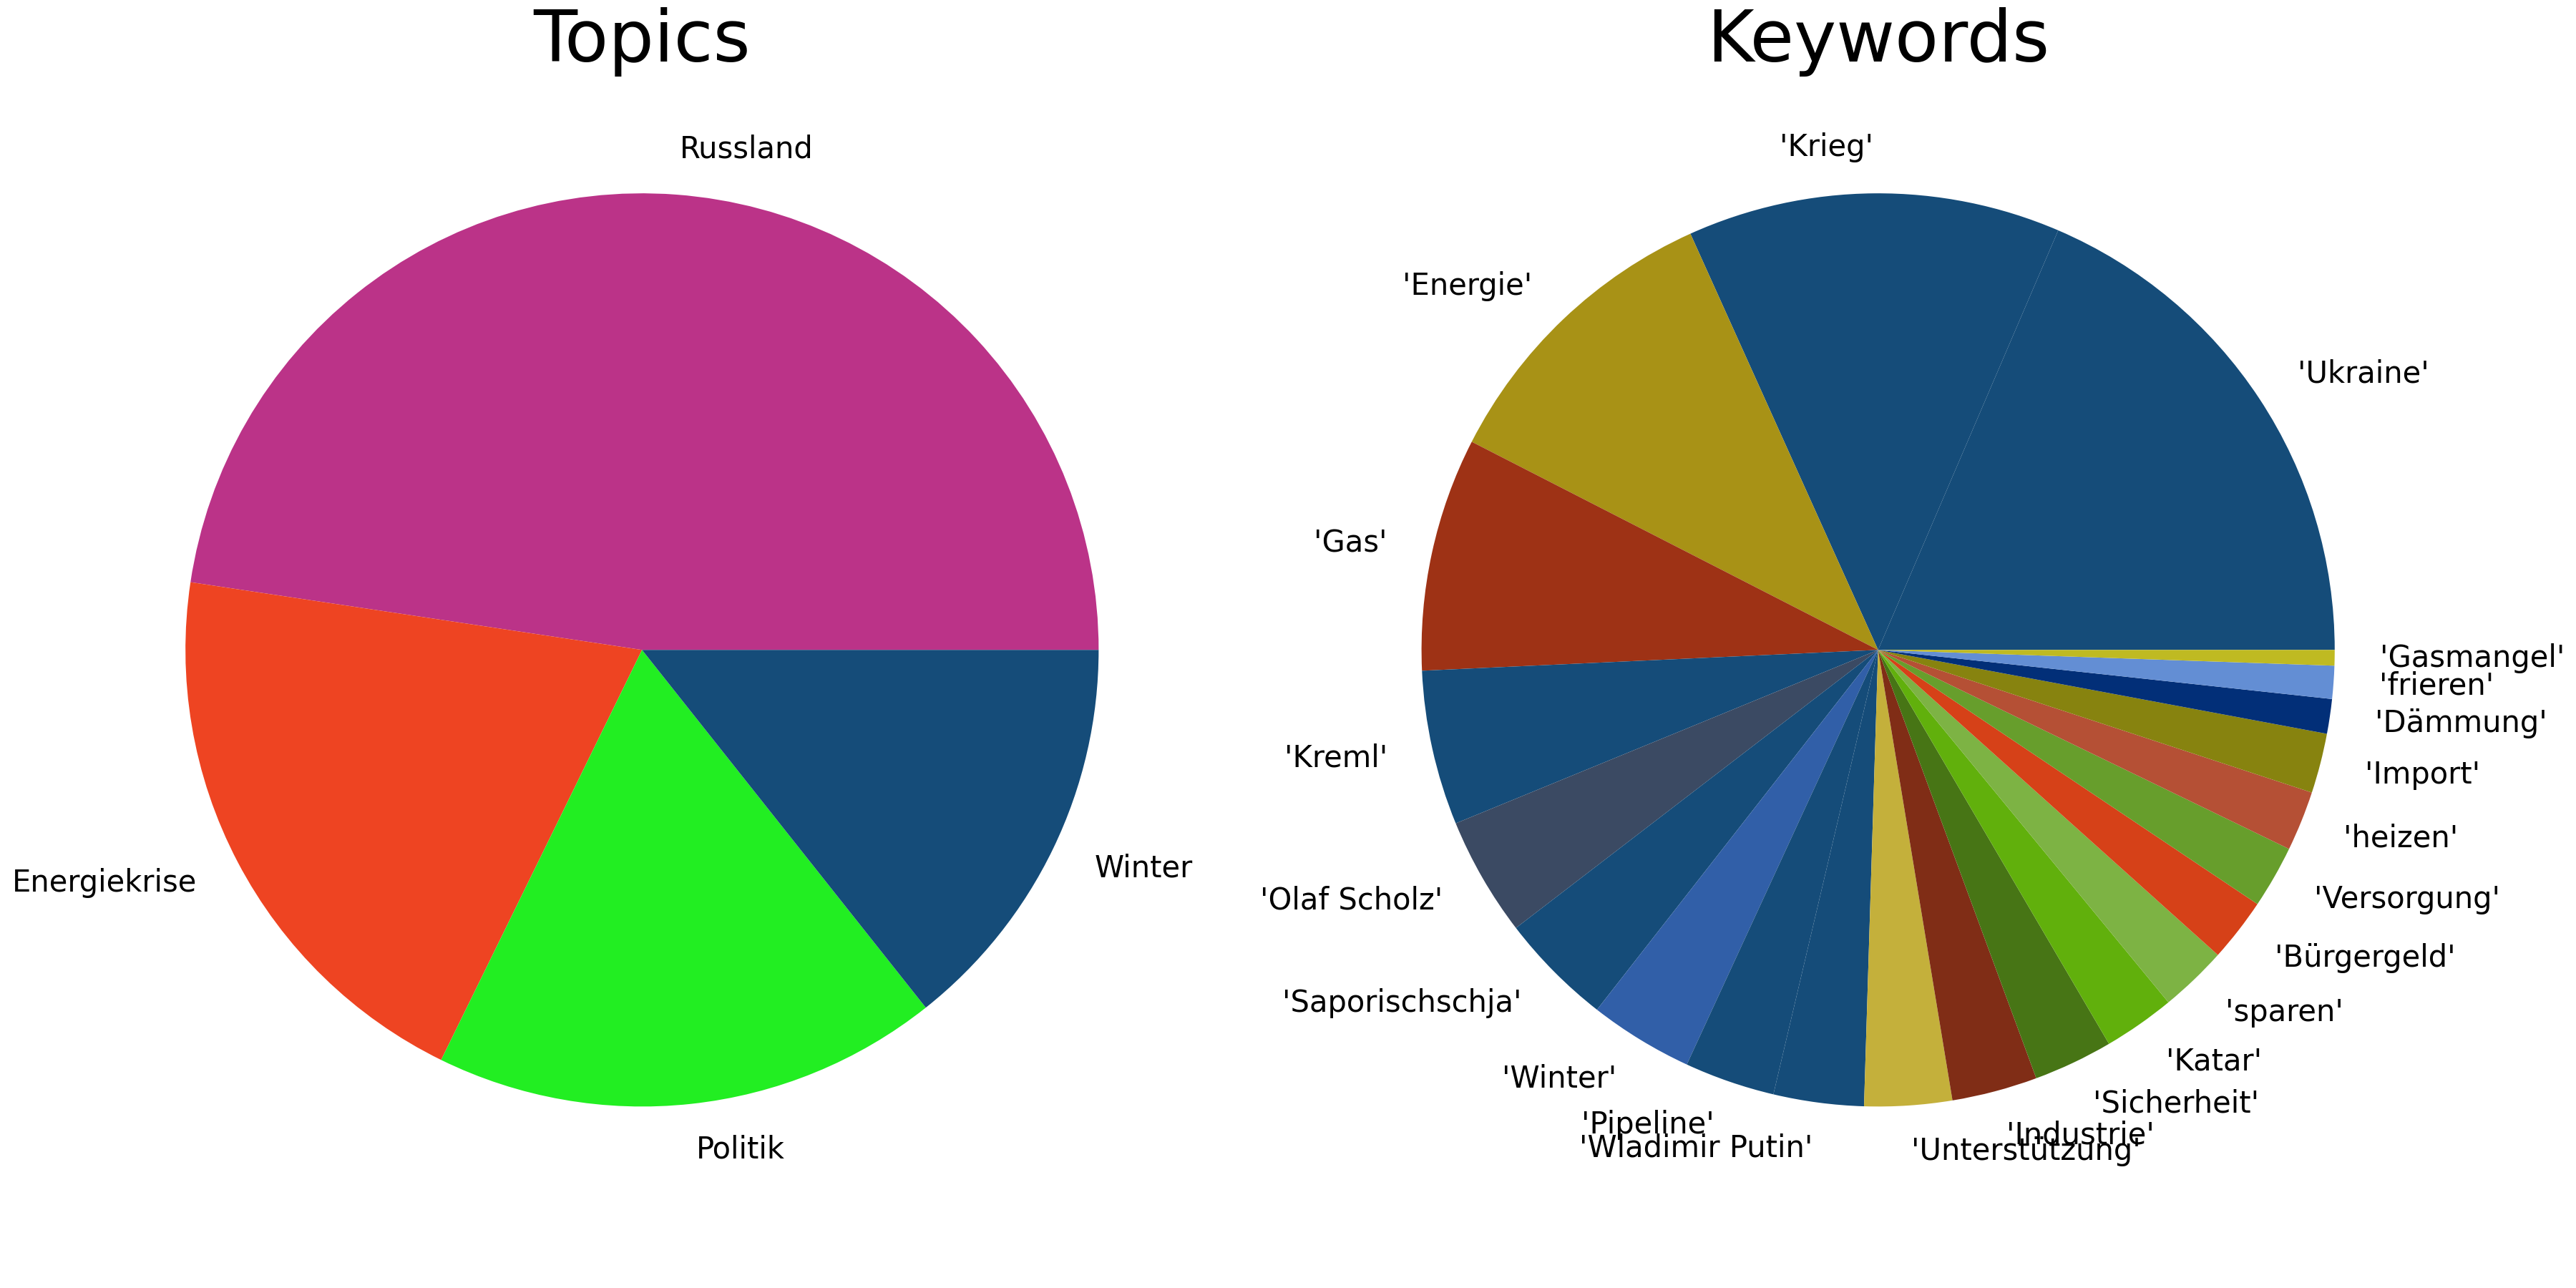 Topics
Russland
Energiekrise
Politik
Winter
Keywords
'Ukraine'
'Krieg'
'Energie'
'Gas'
'Kreml'
'Olaf Scholz'
'Saporischschja'
'Winter'
'Pipeline'
'Wladimir Putin'
'Unterstützung'
'Industrie'
'Sicherheit'
'Katar'
'sparen'
'Bürgergeld'
'Versorgung'
'heizen'
'Import'
'Dämmung'
'frieren'
'Gasmangel'